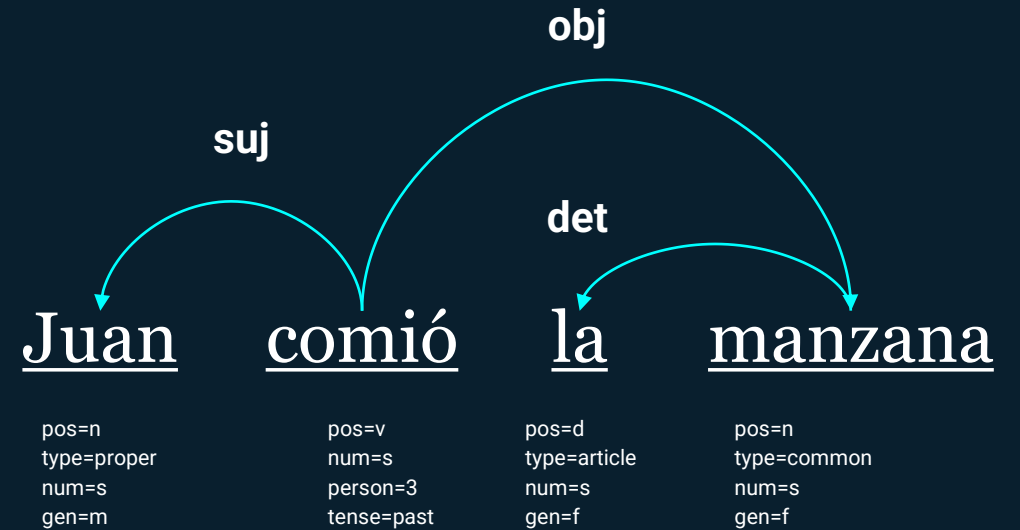 obj
suj
det
Juan comió la manzana
pos=n pos=v pos=d pos=n
type=proper num=s type=article type=common
num=s person=3 num=s num=s
gen=m tense=past gen=f gen=f